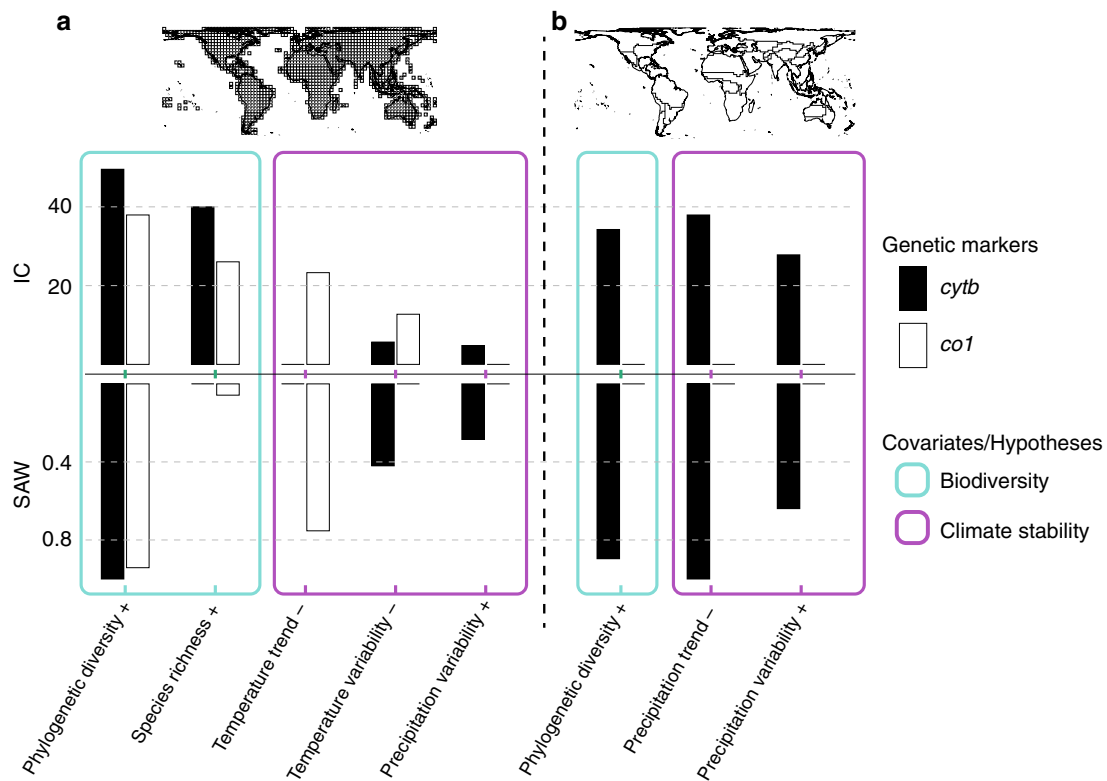 a
b
40
20
IC
0.4
0.8
SAW
Genetic markers
cytb
co1
Covariates/Hypotheses
Biodiversity
Climate stability
Phylogenetic diversity +
Species richness +
Temperature trend –
Temperature variability –
Precipitation variability +
Phylogenetic diversity +
Precipitation trend –
Precipitation variability +